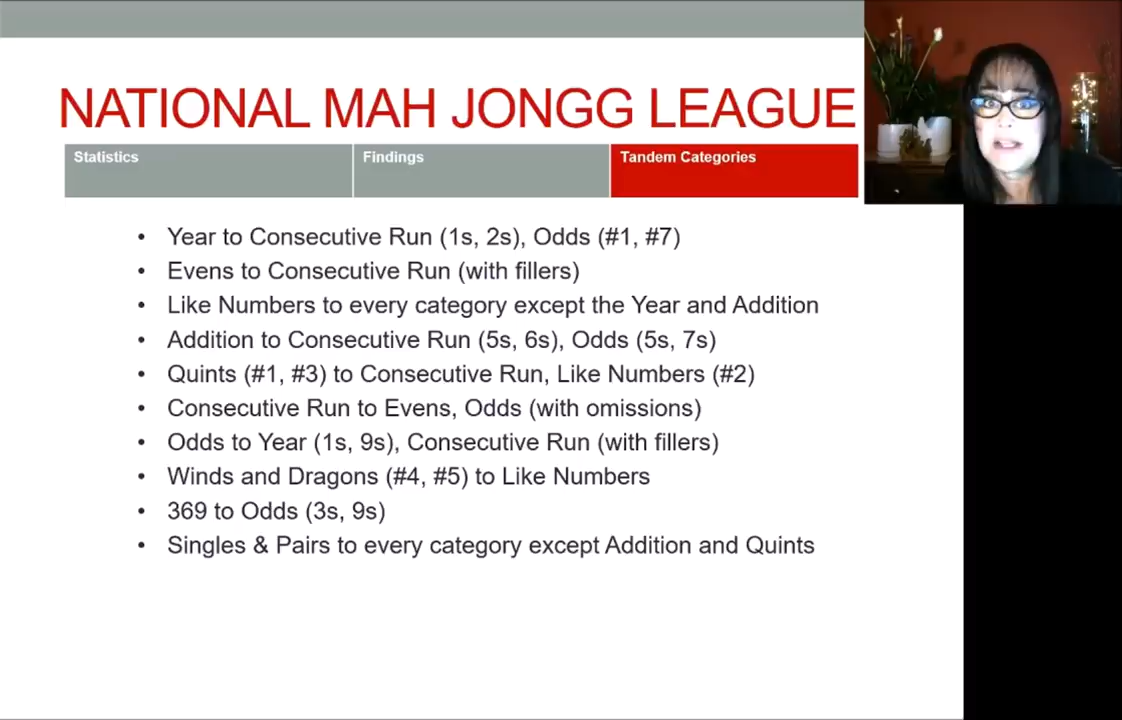 NATIONAL MAH JONGG LEAGUE
Statistics
Findings
Tandem Categories
• Year to Consecutive Run (1s, 2s), Odds (#1, #7)
• Evens to Consecutive Run (with fillers)
• Like Numbers to every category except the Year and Addition
• Addition to Consecutive Run (5s, 6s), Odds (5s, 7s)
• Quints (#1, #3) to Consecutive Run, Like Numbers (#2)
• Consecutive Run to Evens, Odds (with omissions)
• Odds to Year (1s, 9s), Consecutive Run (with fillers)
• Winds and Dragons (#4, #5) to Like Numbers
• 369 to Odds (3s, 9s)
• Singles & Pairs to every category except Addition and Quints